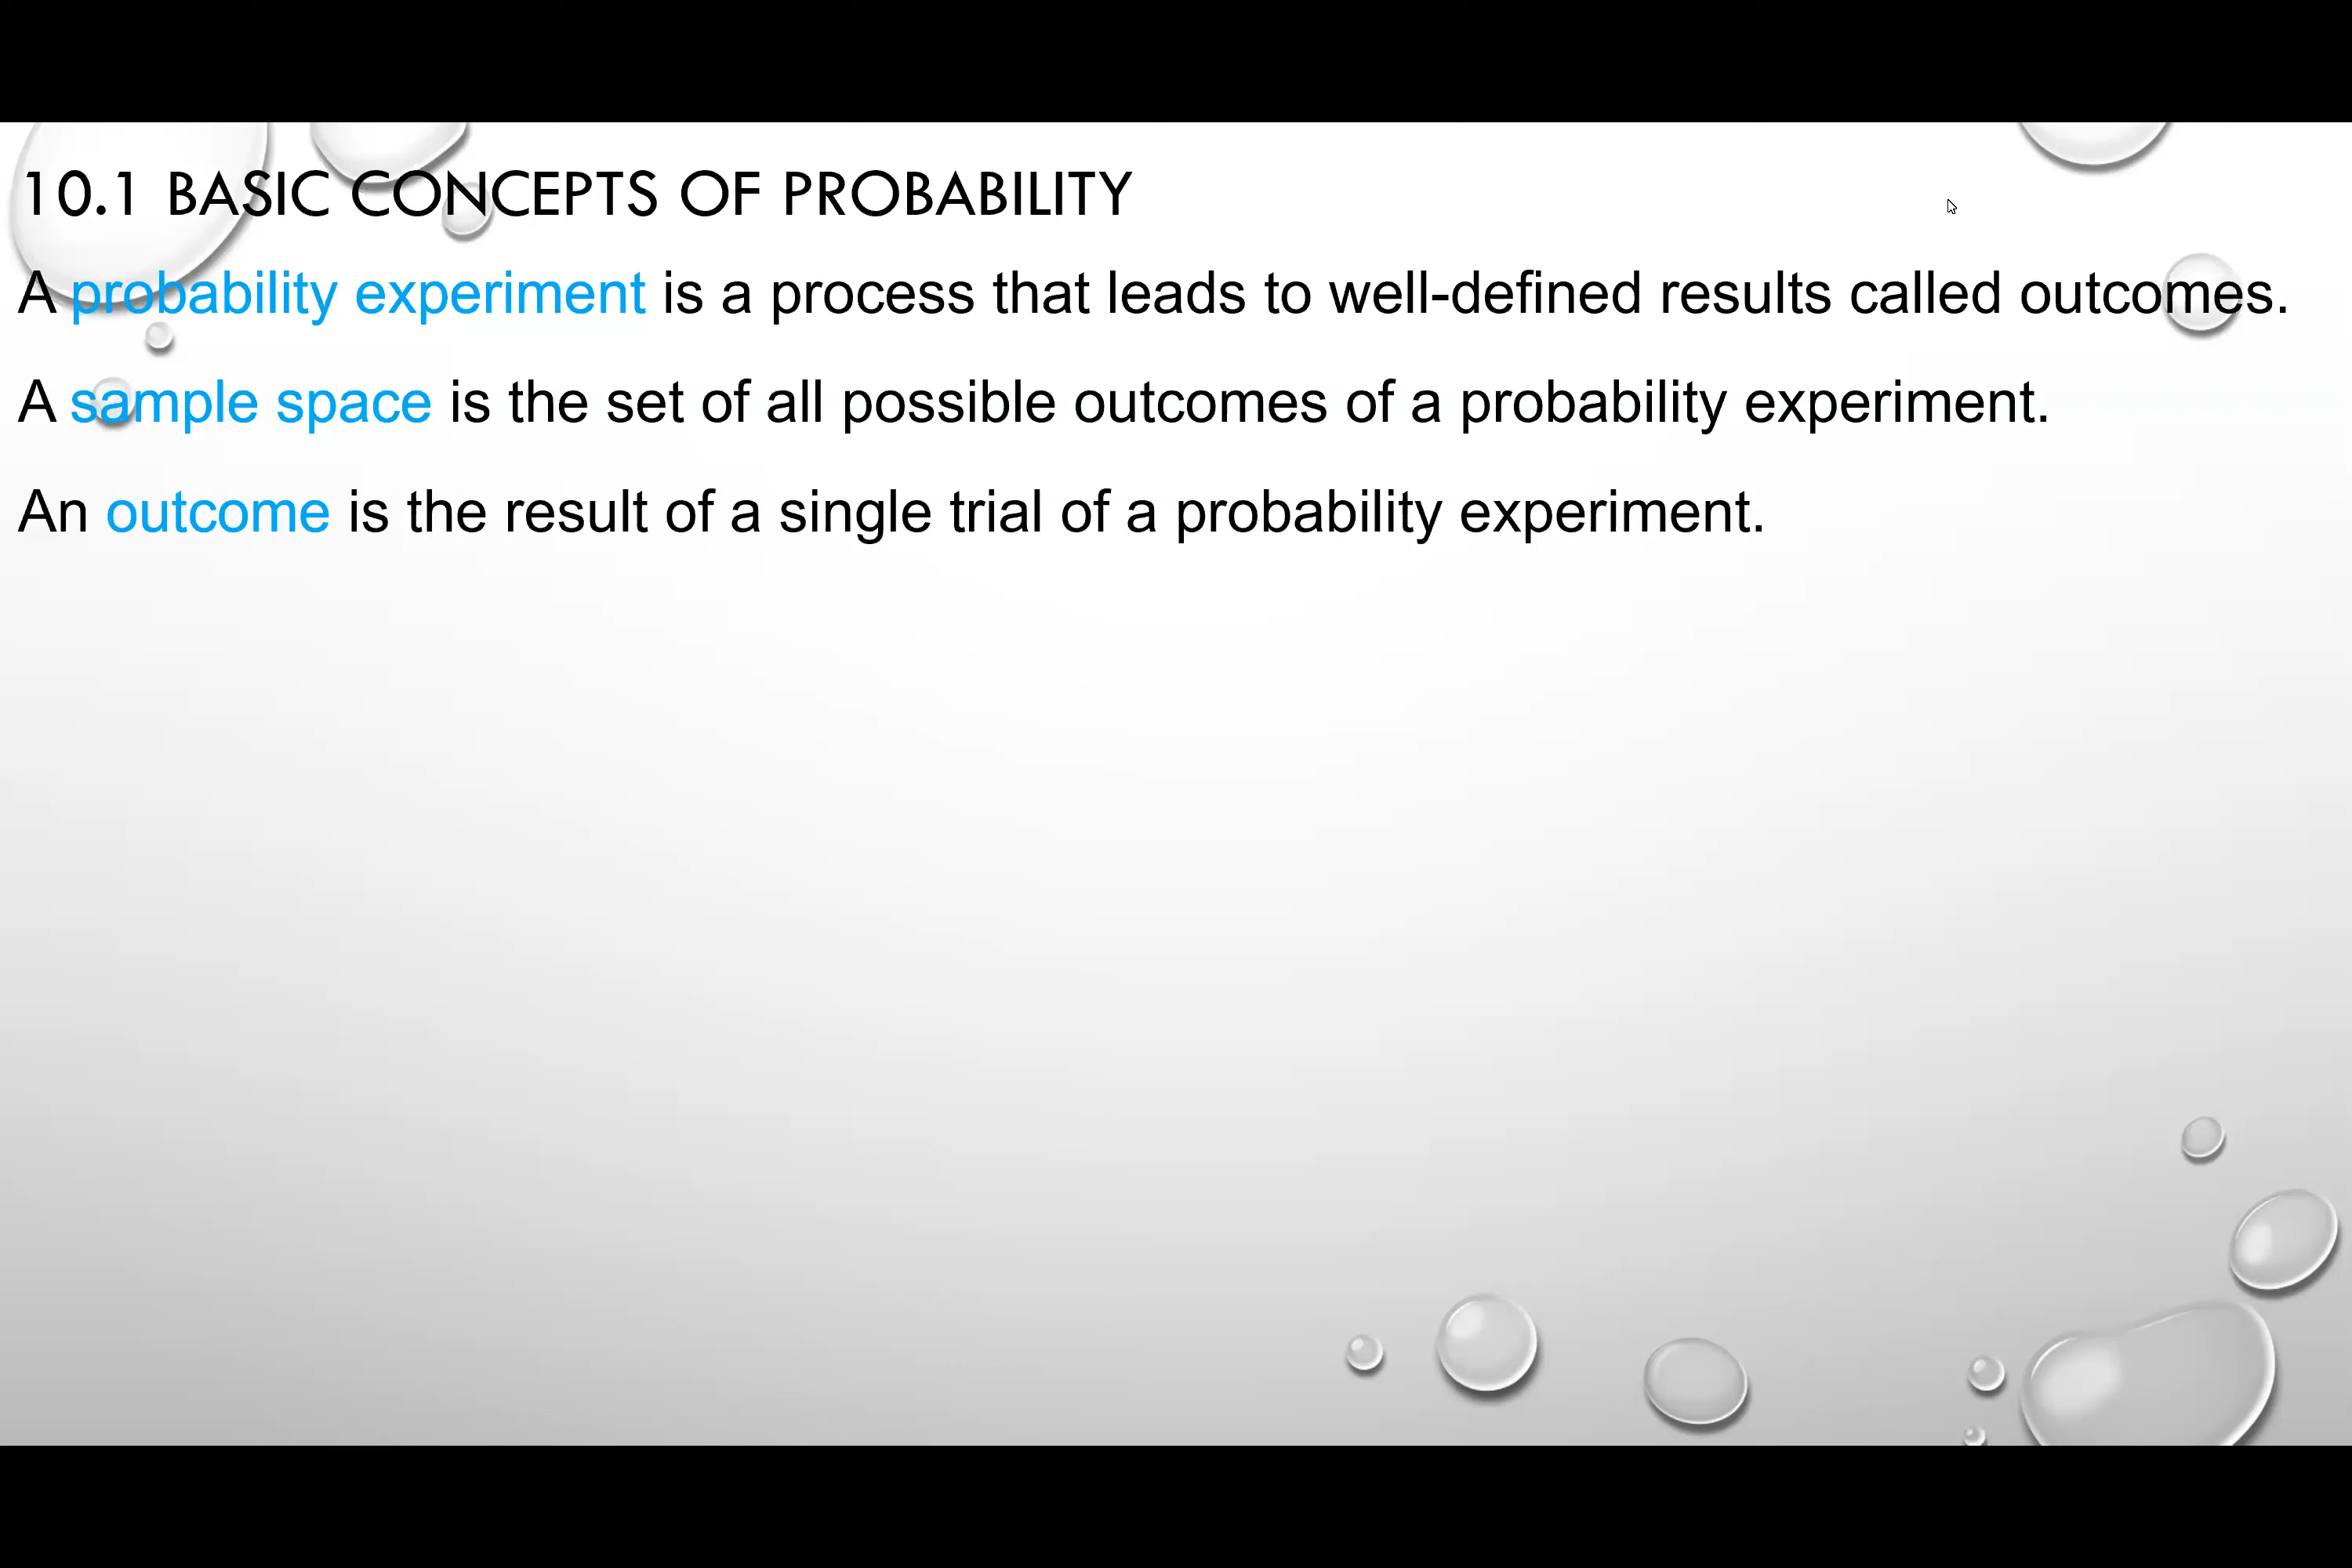 10.1 BASIC CONCEPTS OF PROBABILITY
A probability experiment is a process that leads to well-defined results called outcomes.
A sample space is the set of all possible outcomes of a probability experiment.
An outcome is the result of a single trial of a probability experiment.